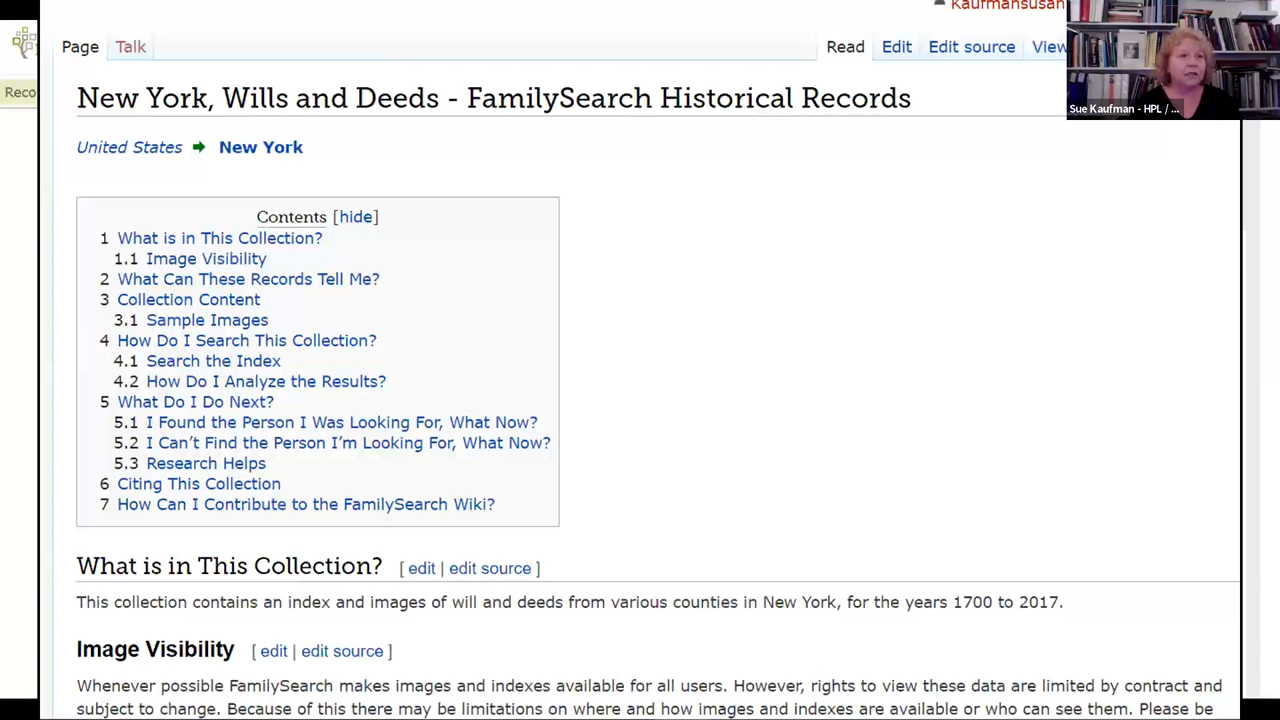 Kaufmansusan
Page Talk Read Edit Edit source View
Sue Kaufman - HPL / ...
Reco
New York, Wills and Deeds - FamilySearch Historical Records
United States New York
Contents [hide]
1 What is in This Collection?
1.1 Image Visibility
2 What Can These Records Tell Me?
3 Collection Content
3.1 Sample Images
4 How Do I Search This Collection?
4.1 Search the Index
4.2 How Do I Analyze the Results?
5 What Do I Do Next?
5.1 I Found the Person I Was Looking For, What Now?
5.2 I Can't Find the Person I'm Looking For, What Now?
5.3 Research Helps
6 Citing This Collection
7 How Can I Contribute to the FamilySearch Wiki?
What is in This Collection? [ edit | edit source ]
This collection contains an index and images of will and deeds from various counties in New York, for the years 1700 to 2017.
Image Visibility [ edit | edit source ]
Whenever possible FamilySearch makes images and indexes available for all users. However, rights to view these data are limited by contract and
subject to change. Because of this there may be limitations on where and how images and indexes are available or who can see them. Please be